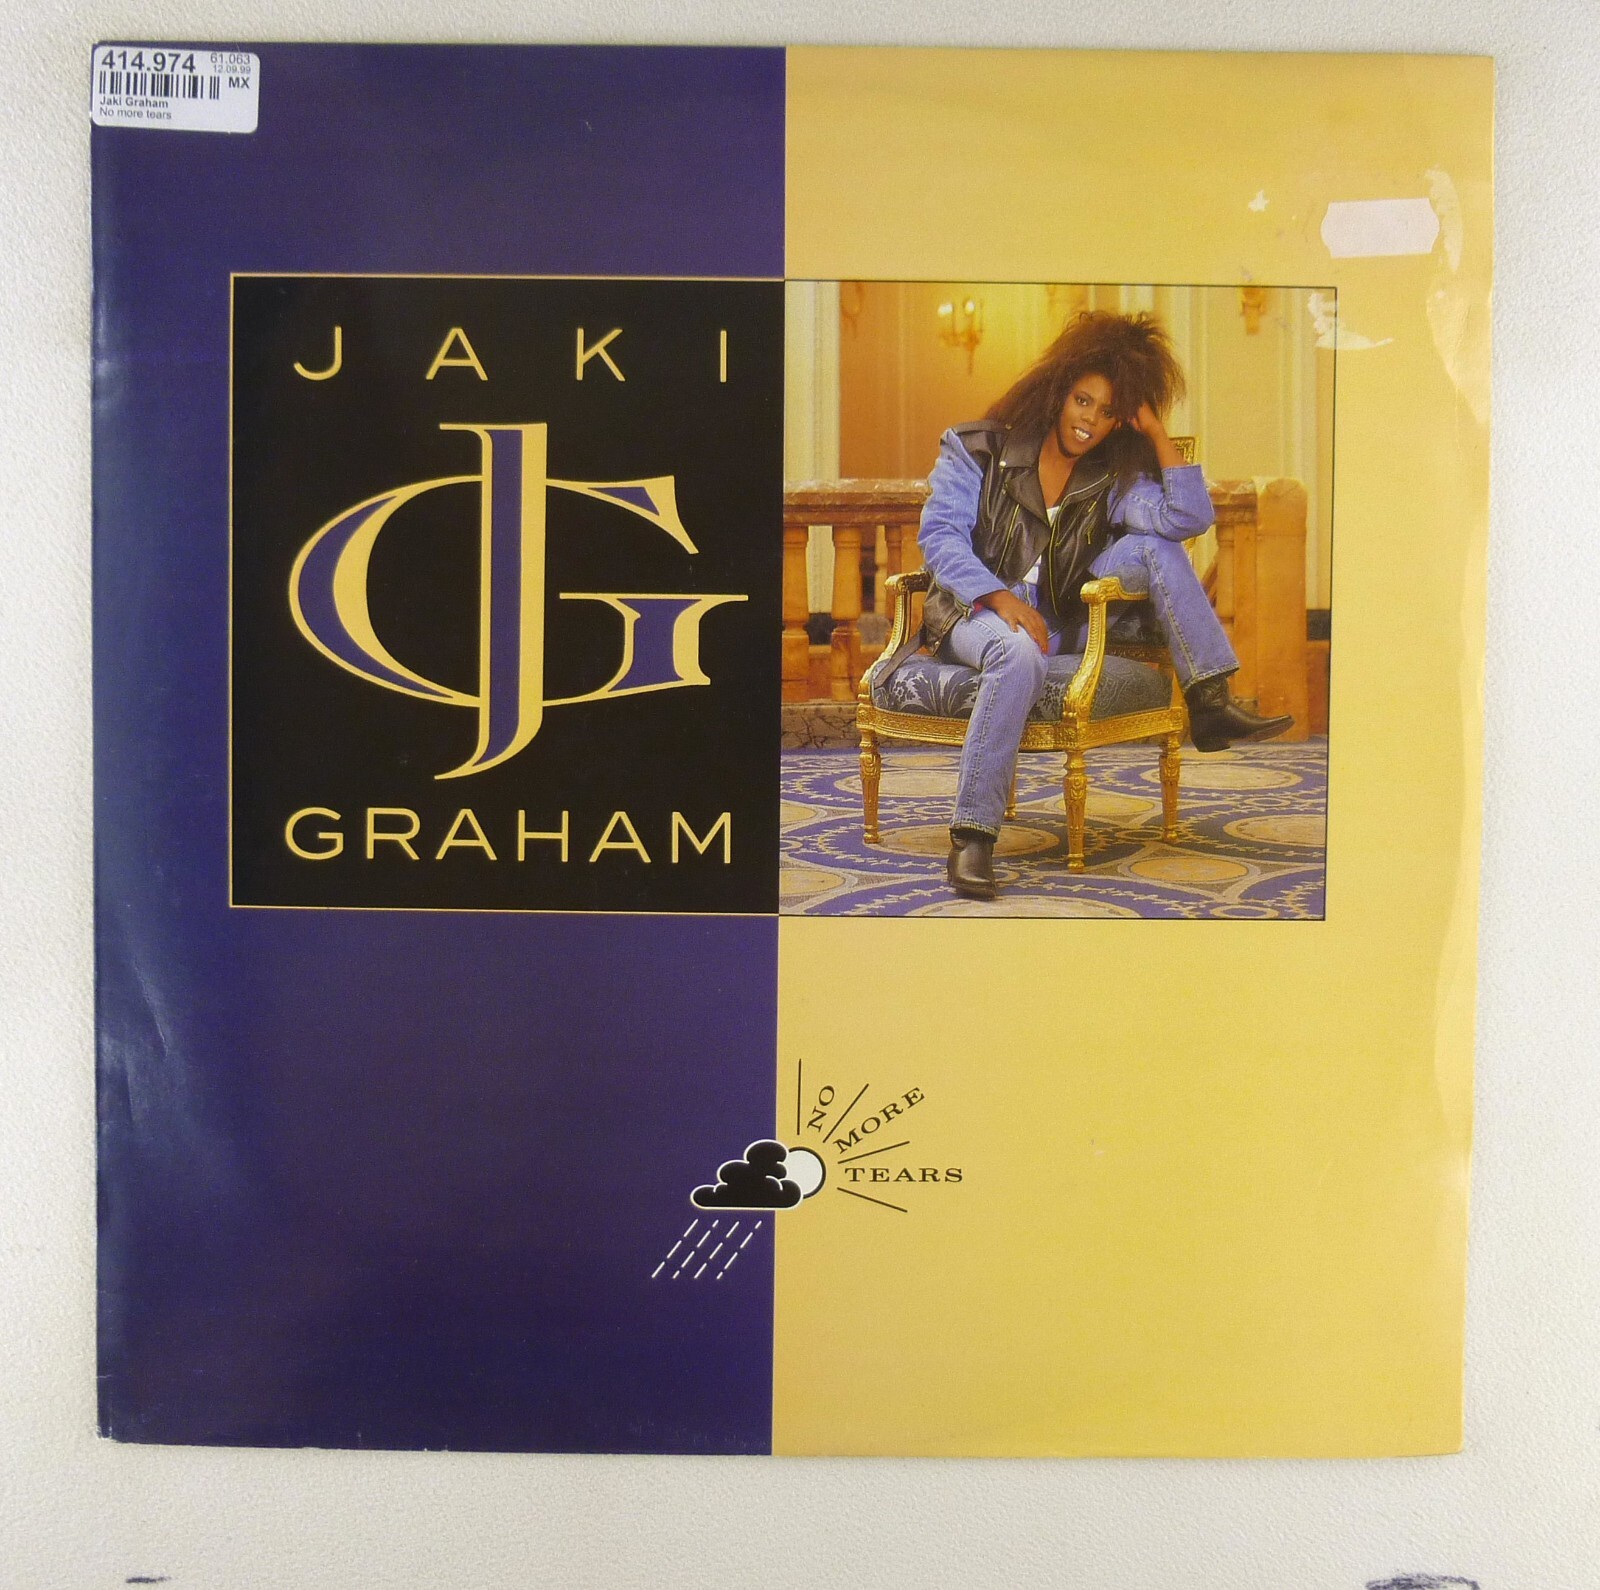 414.974
61.063
12.09.99
MX
Jaki Graham
No more tears
JAKI
JG
GRAHAM
NO
MORE
TEARS